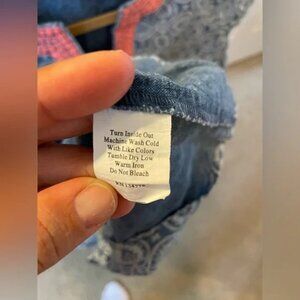 Turn Inside Out
Machine Wash Cold
With Like Colors
Tumble Dry Low
Warm Iron
Do Not Bleach